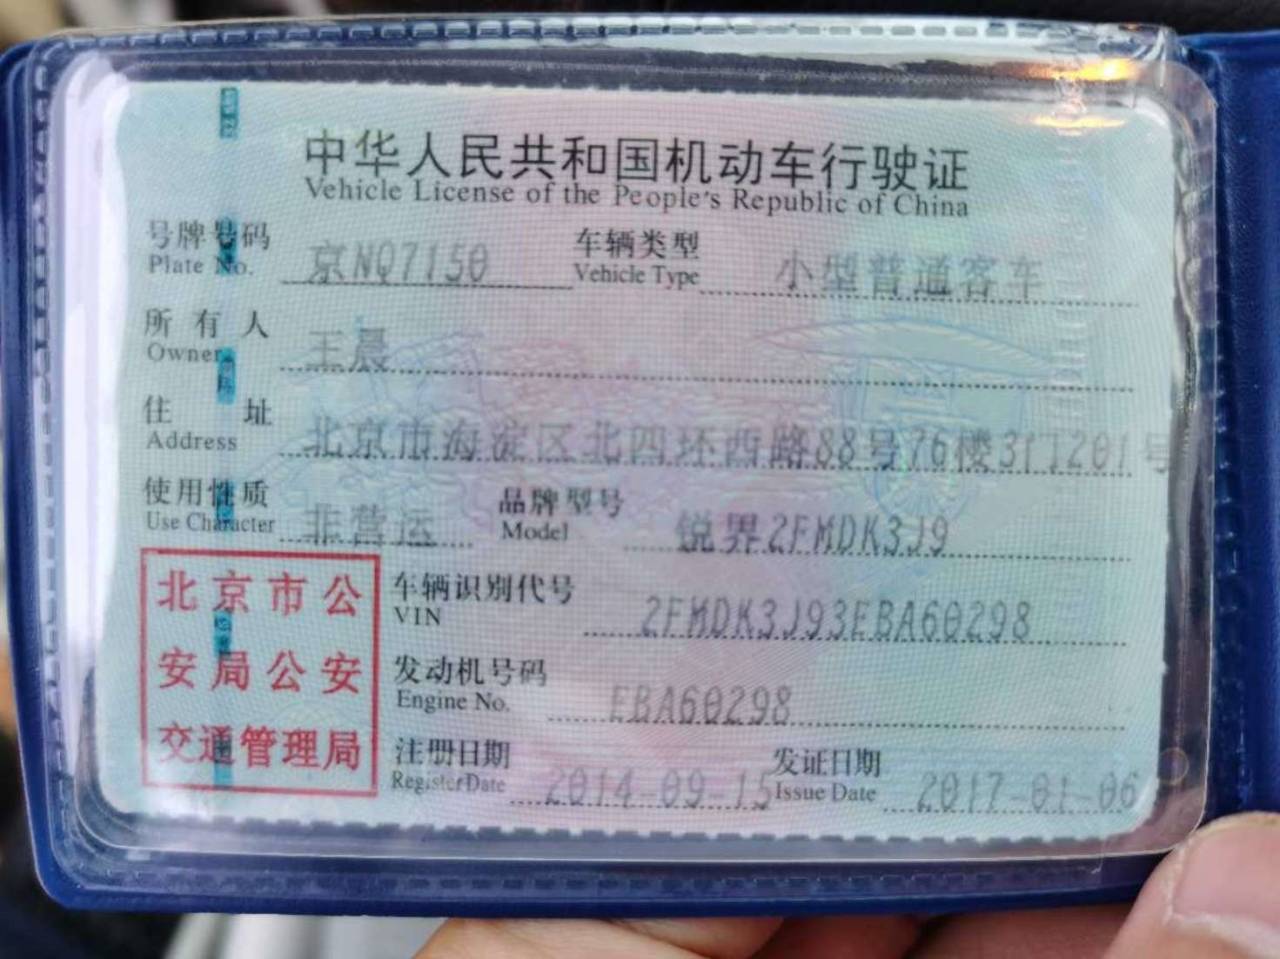 中华人民共和国机动车行驶证
Vehicle License of the People's Republic of China
号牌号码 京NQ7150 车辆类型 小型普通客车
Plate No. Vehicle Type
所有人 王晨
Owner
住址 北京市海淀区北四环西路88号76楼3门201号
Address
使用性质 非营运 品牌型号 锐界2FMDK3J9
Use Character Model
北京市公
安局公安
交通管理局
车辆识别代号 2FMDK3J93EBA60298
VIN
发动机号码 EBA60298
Engine No.
注册日期 2014-09-15 发证日期 2017-01-06
Register Date Issue Date